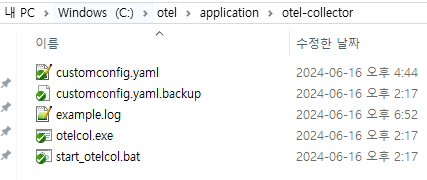 내 PC > Windows (C:) > otel > application > otel-collector
이름 수정한 날짜
customconfig.yaml 2024-06-16 오후 4:44
customconfig.yaml.backup 2024-06-16 오후 2:17
example.log 2024-06-16 오후 6:52
otelcol.exe 2024-06-16 오후 2:17
start_otelcol.bat 2024-06-16 오후 2:17